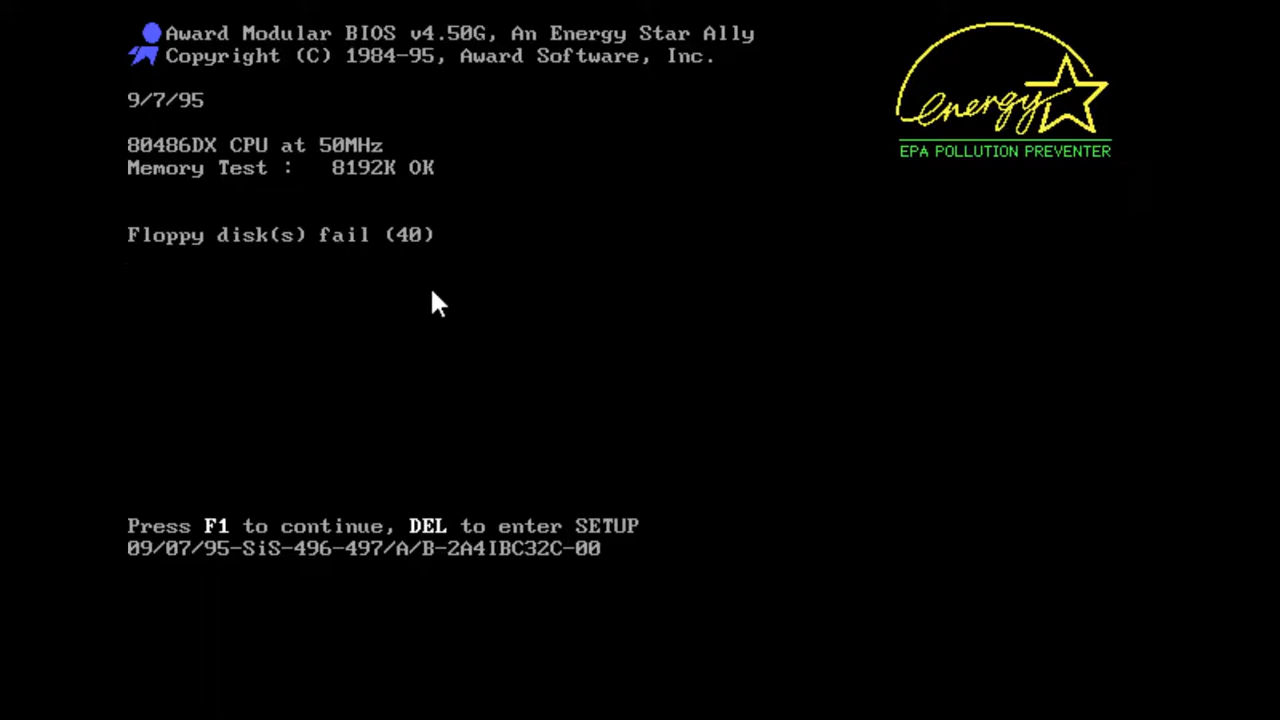 Award Modular BIOS v4.50G, An Energy Star Ally
Copyright (C) 1984-95, Award Software, Inc.
energy
EPA POLLUTION PREVENTER
9/7/95
80486DX CPU at 50MHz
Memory Test :   8192K OK
Floppy disk(s) fail (40)
Press F1 to continue, DEL to enter SETUP
09/07/95-SiS-496-497/A/B-2A4IBC32C-00